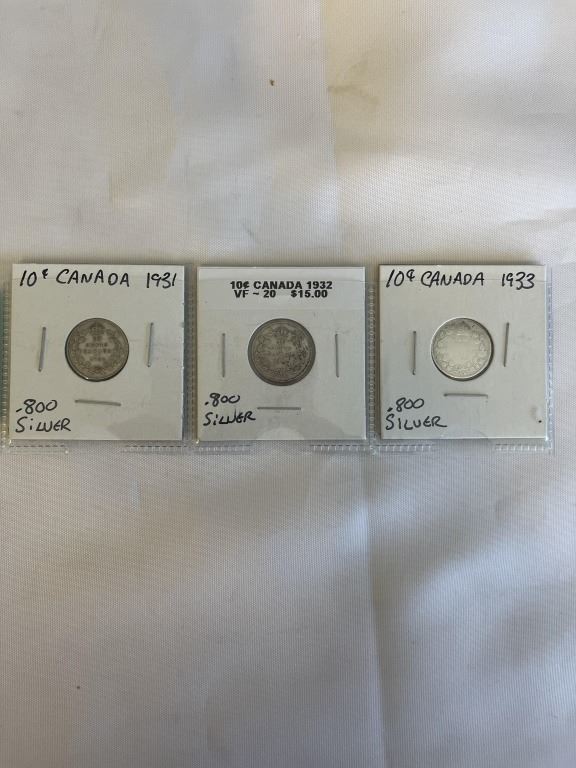 10¢ CANADA 1931
.800
SILVER
10¢ CANADA 1932
VF ~ 20 $15.00
.800
SILVER
10¢ CANADA 1933
.800
SILVER